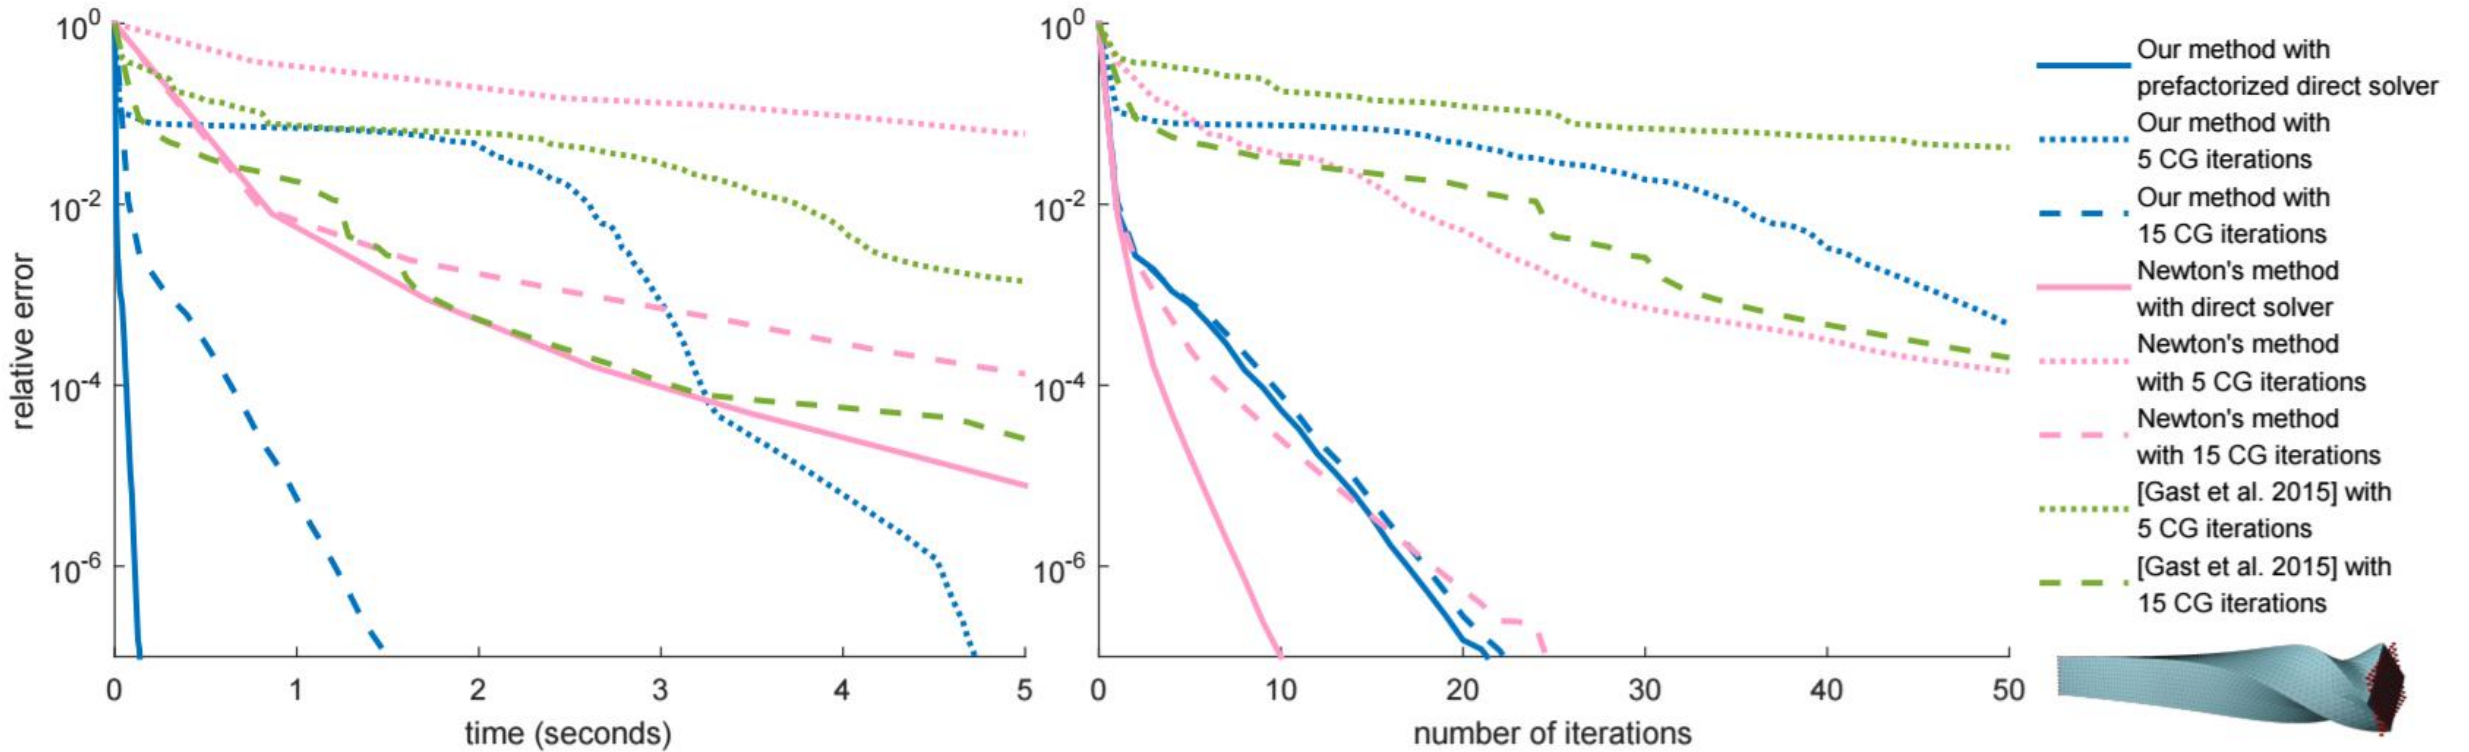 10^0
10^-2
10^-4
10^-6
relative error
0
1
2
3
4
5
time (seconds)
10^0
10^-2
10^-4
10^-6
0
10
20
30
40
50
number of iterations
Our method with
prefactorized direct solver
Our method with
5 CG iterations
Our method with
15 CG iterations
Newton's method
with direct solver
Newton's method
with 5 CG iterations
Newton's method
with 15 CG iterations
[Gast et al. 2015] with
5 CG iterations
[Gast et al. 2015] with
15 CG iterations